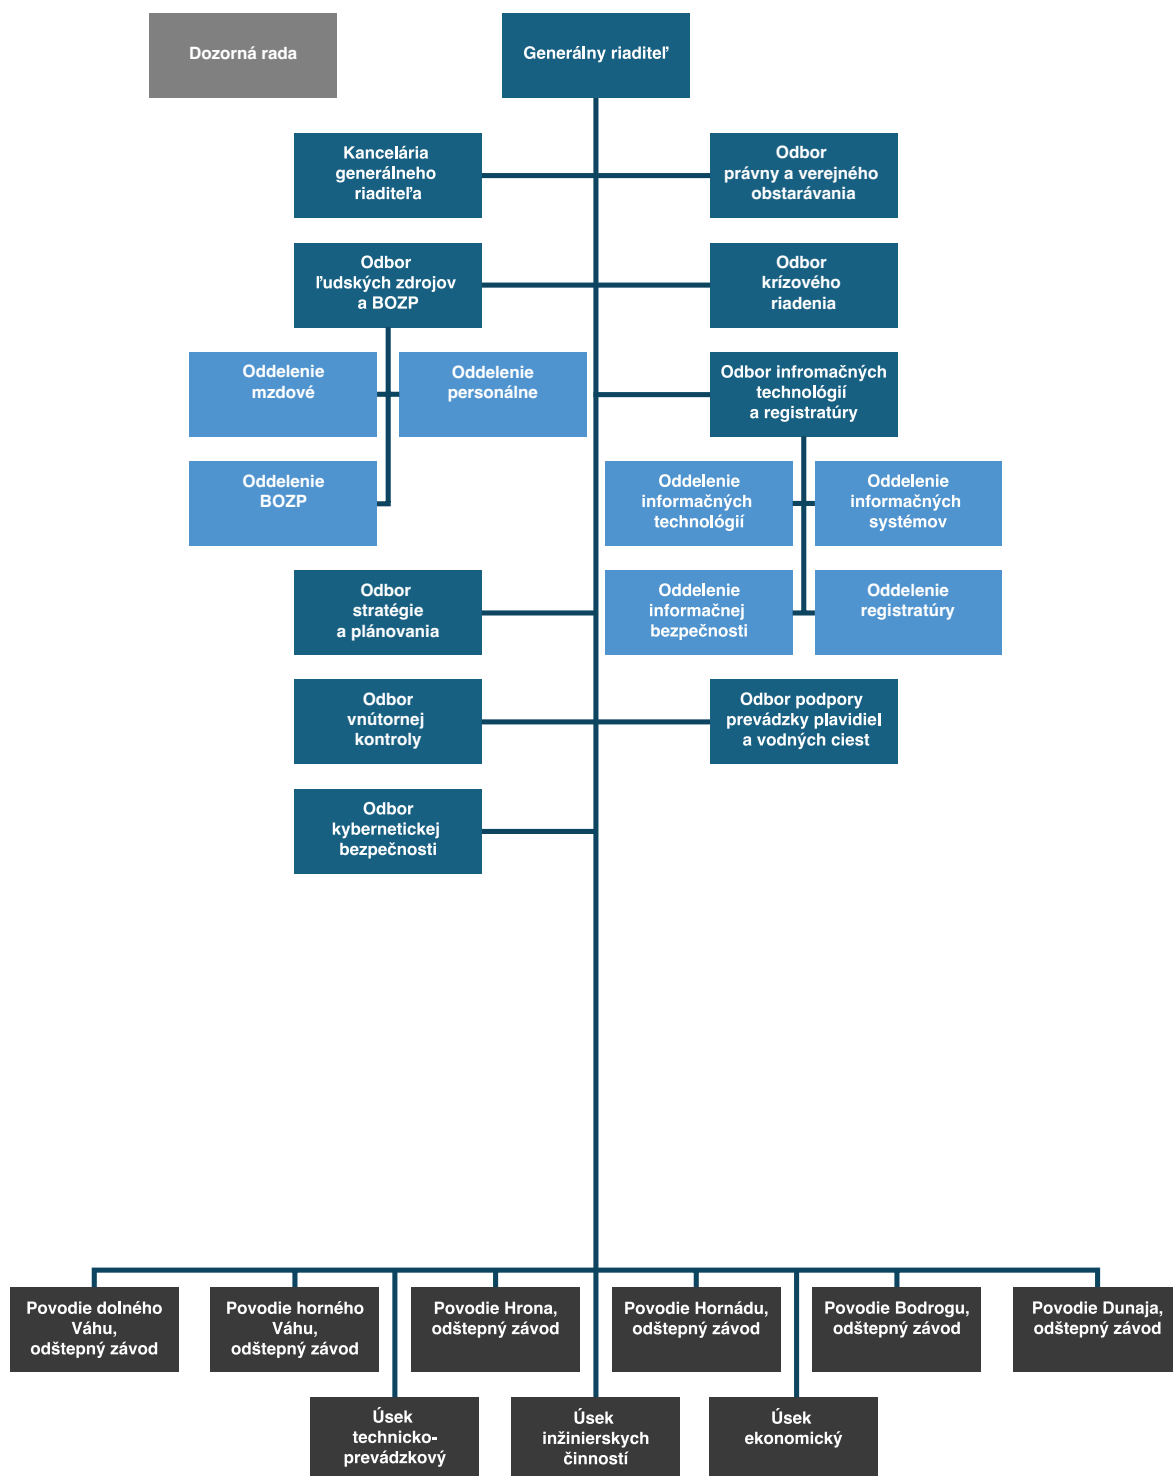 Dozorná rada
Generálny riaditeľ
Kancelária
generálneho
riaditeľa
Odbor
právny a verejného
obstarávania
Odbor
ľudských zdrojov
a BOZP
Odbor
krízového
riadenia
Oddelenie
mzdové
Oddelenie
personálne
Odbor infromačných
technológií
a registratúry
Oddelenie
BOZP
Oddelenie
informačných
technológií
Oddelenie
informačných
systémov
Odbor
stratégie
a plánovania
Oddelenie
informačnej
bezpečnosti
Oddelenie
registratúry
Odbor
vnútornej
kontroly
Odbor podpory
prevádzky plavidiel
a vodných ciest
Odbor
kybernetickej
bezpečnosti
Povodie dolného
Váhu,
odštepný závod
Povodie horného
Váhu,
odštepný závod
Povodie Hrona,
odštepný závod
Povodie Hornádu,
odštepný závod
Povodie Bodrogu,
odštepný závod
Povodie Dunaja,
odštepný závod
Úsek
technicko-
prevádzkový
Úsek
inžinierskych
činností
Úsek
ekonomický